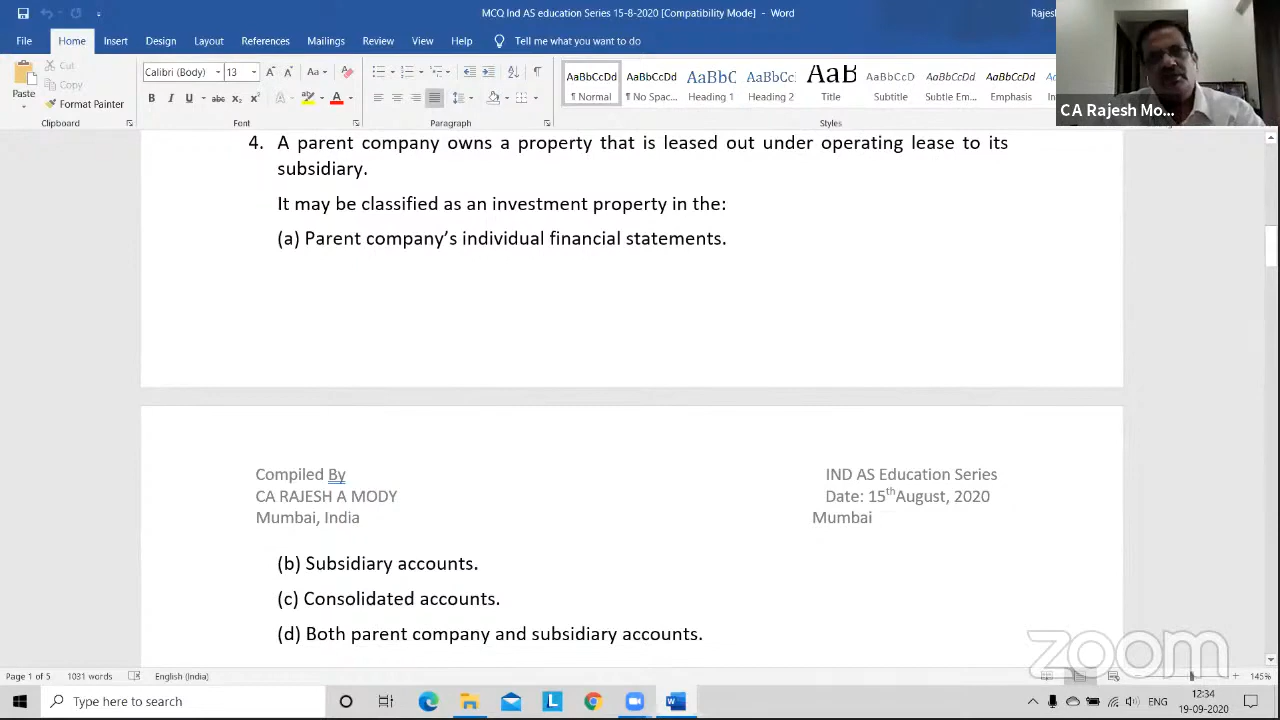 MCQ Ind AS education Series 15-8-2020 [Compatibility Mode] - Word
Rajesh
File Home Insert Design Layout References Mailings Review View Help Tell me what you want to do
Paste
Cut
Copy
Format Painter
Clipboard
Calibri (Body) 13
Font
Paragraph
AaBbCcDd AaBbCcDd AaBbC AaBbCc AaB AaBbCcD AaBbCcDd AaBbCcDd
¶ Normal ¶ No Spac... Heading 1 Heading 2 Title Subtitle Subtle Em... Emphasis
Styles
C A Rajesh Mo...
4. A parent company owns a property that is leased out under operating lease to its
subsidiary.
It may be classified as an investment property in the:
(a) Parent company’s individual financial statements.
Compiled By
CA RAJESH A MODY
Mumbai, India
IND AS Education Series
Date: 15thAugust, 2020
Mumbai
(b) Subsidiary accounts.
(c) Consolidated accounts.
(d) Both parent company and subsidiary accounts.
zoom
Page 1 of 5 1031 words English (India) 145%
Type here to search
ENG
12:34
19-09-2020